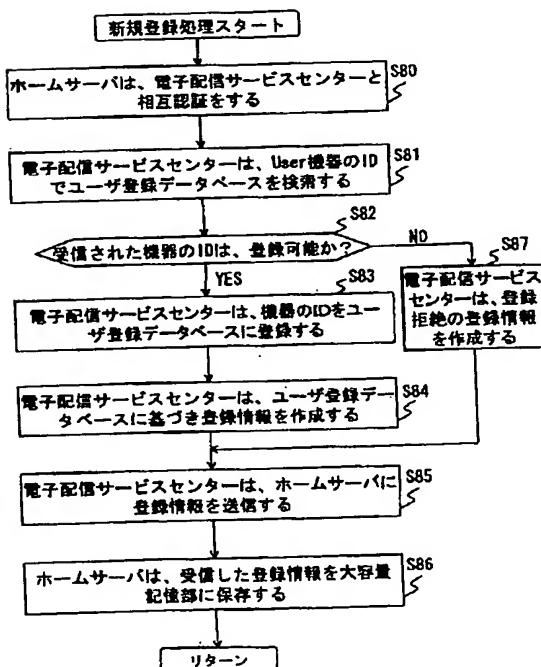 新規登録処理スタート
S80
ホームサーバは、電子配信サービスセンターと
相互認証をする
S81
電子配信サービスセンターは、User機器のID
でユーザ登録データベースを検索する
S82
受信された機器のIDは、登録可能か？
NO
YES
S87
電子配信サービス
センターは、登録
拒絶の登録情報
を作成する
S83
電子配信サービスセンターは、機器のIDをユー
ザ登録データベースに登録する
電子配信サービスセンターは、ユーザ登録デー
タベースに基づき登録情報を作成する
S84
S85
電子配信サービスセンターは、ホームサーバに
登録情報を送信する
S86
ホームサーバは、受信した登録情報を大容量
記憶部に保存する
リターン